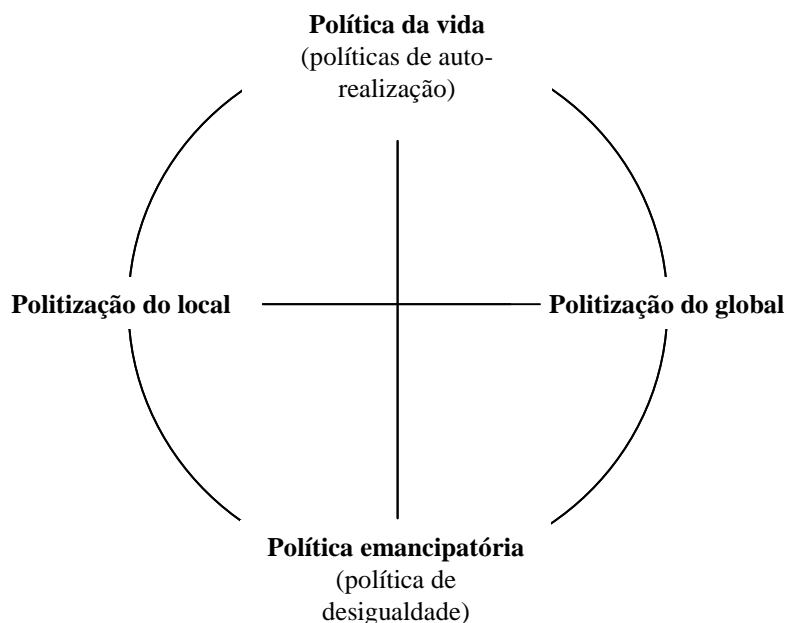 Política da vida
(políticas de auto-
realização)
Politização do local
Politização do global
Política emancipatória
(política de
desigualdade)